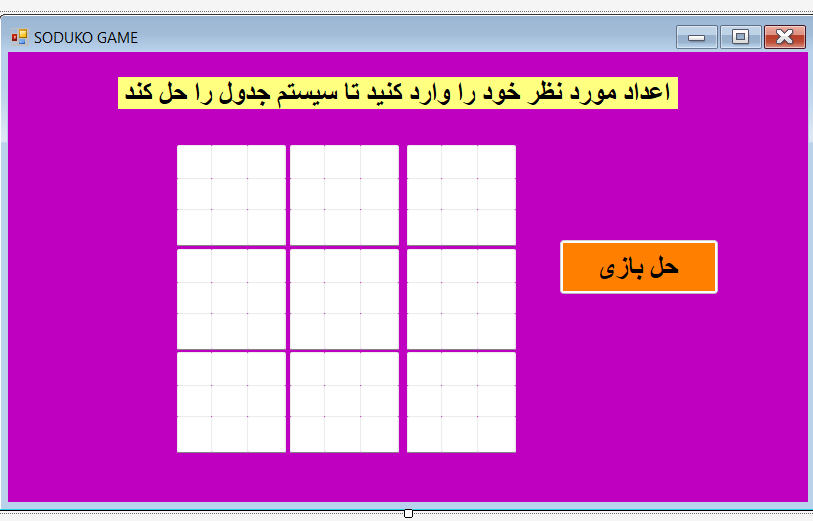 SODUKO GAME
اعداد مورد نظر خود را وارد کنید تا سیستم جدول را حل کند
حل بازی